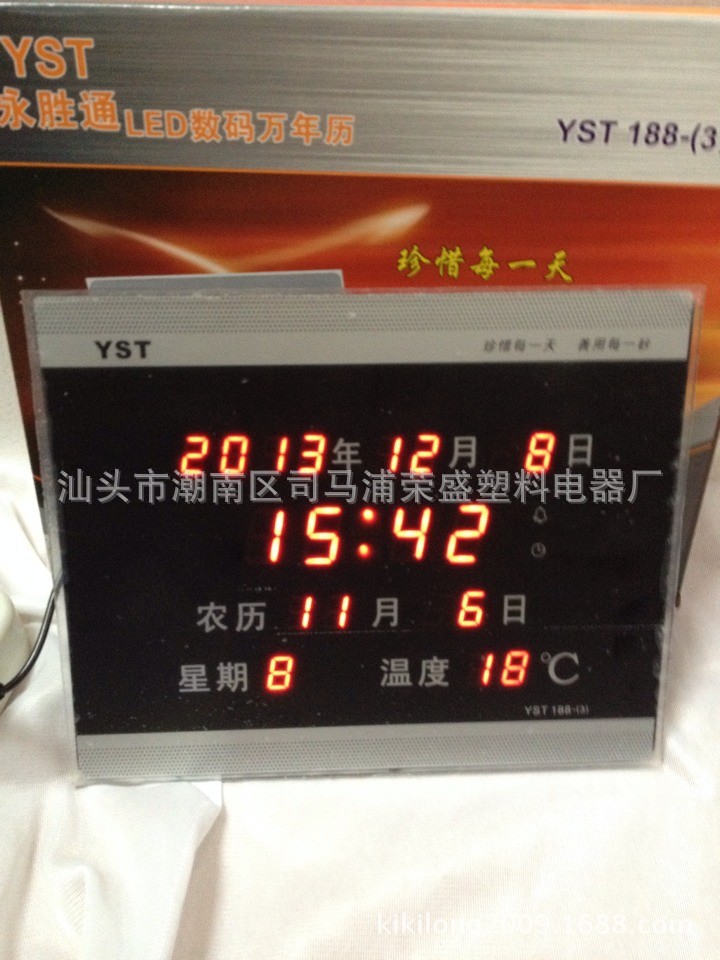 YST
永胜通LED数码万年历
YST 188-(3)
珍惜每一天
YST 珍惜每一天 善用每一秒
2013年 12月 8日
汕头市潮南区司马浦荣盛塑料电器厂
15:42
农历 11月 6日
星期 8 温度 18℃
YST 188-(3)
kikilong2009.1688.com